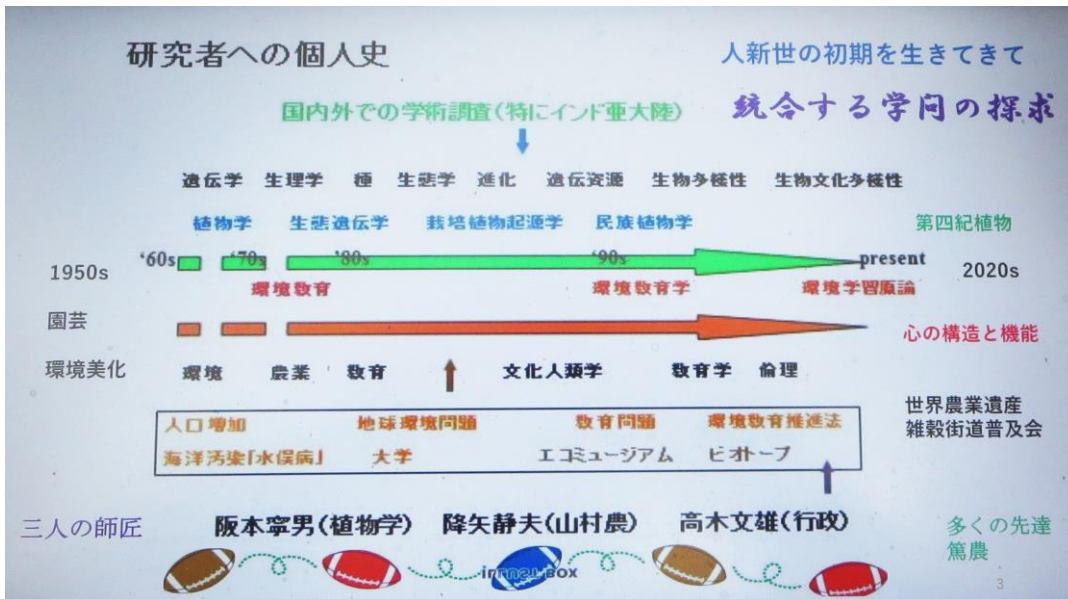 研究者への個人史
人新世の初期を生きてきて
統合する学問の探求
国内外での学術調査(特にインド亜大陸)
遺伝学 生理学 種 生態学 進化 遺伝資源 生物多様性 生物文化多様性
植物学 生態遺伝学 栽培植物起源学 民族植物学 第四紀植物
1950s '60s '70s '80s '90s present 2020s
環境教育 環境教育学 環境学習原論
園芸
心の構造と機能
環境美化 環境 農業 教育 文化人類学 教育学 倫理
人口増加 地球環境問題 教育問題 環境教育推進法
海洋汚染「水俣病」 大学 エコミュージアム ビオトープ
世界農業遺産
雑穀街道普及会
三人の師匠 阪本寧男(植物学) 降矢静夫(山村農) 高木文雄(行政)
多くの先達
篤農
3